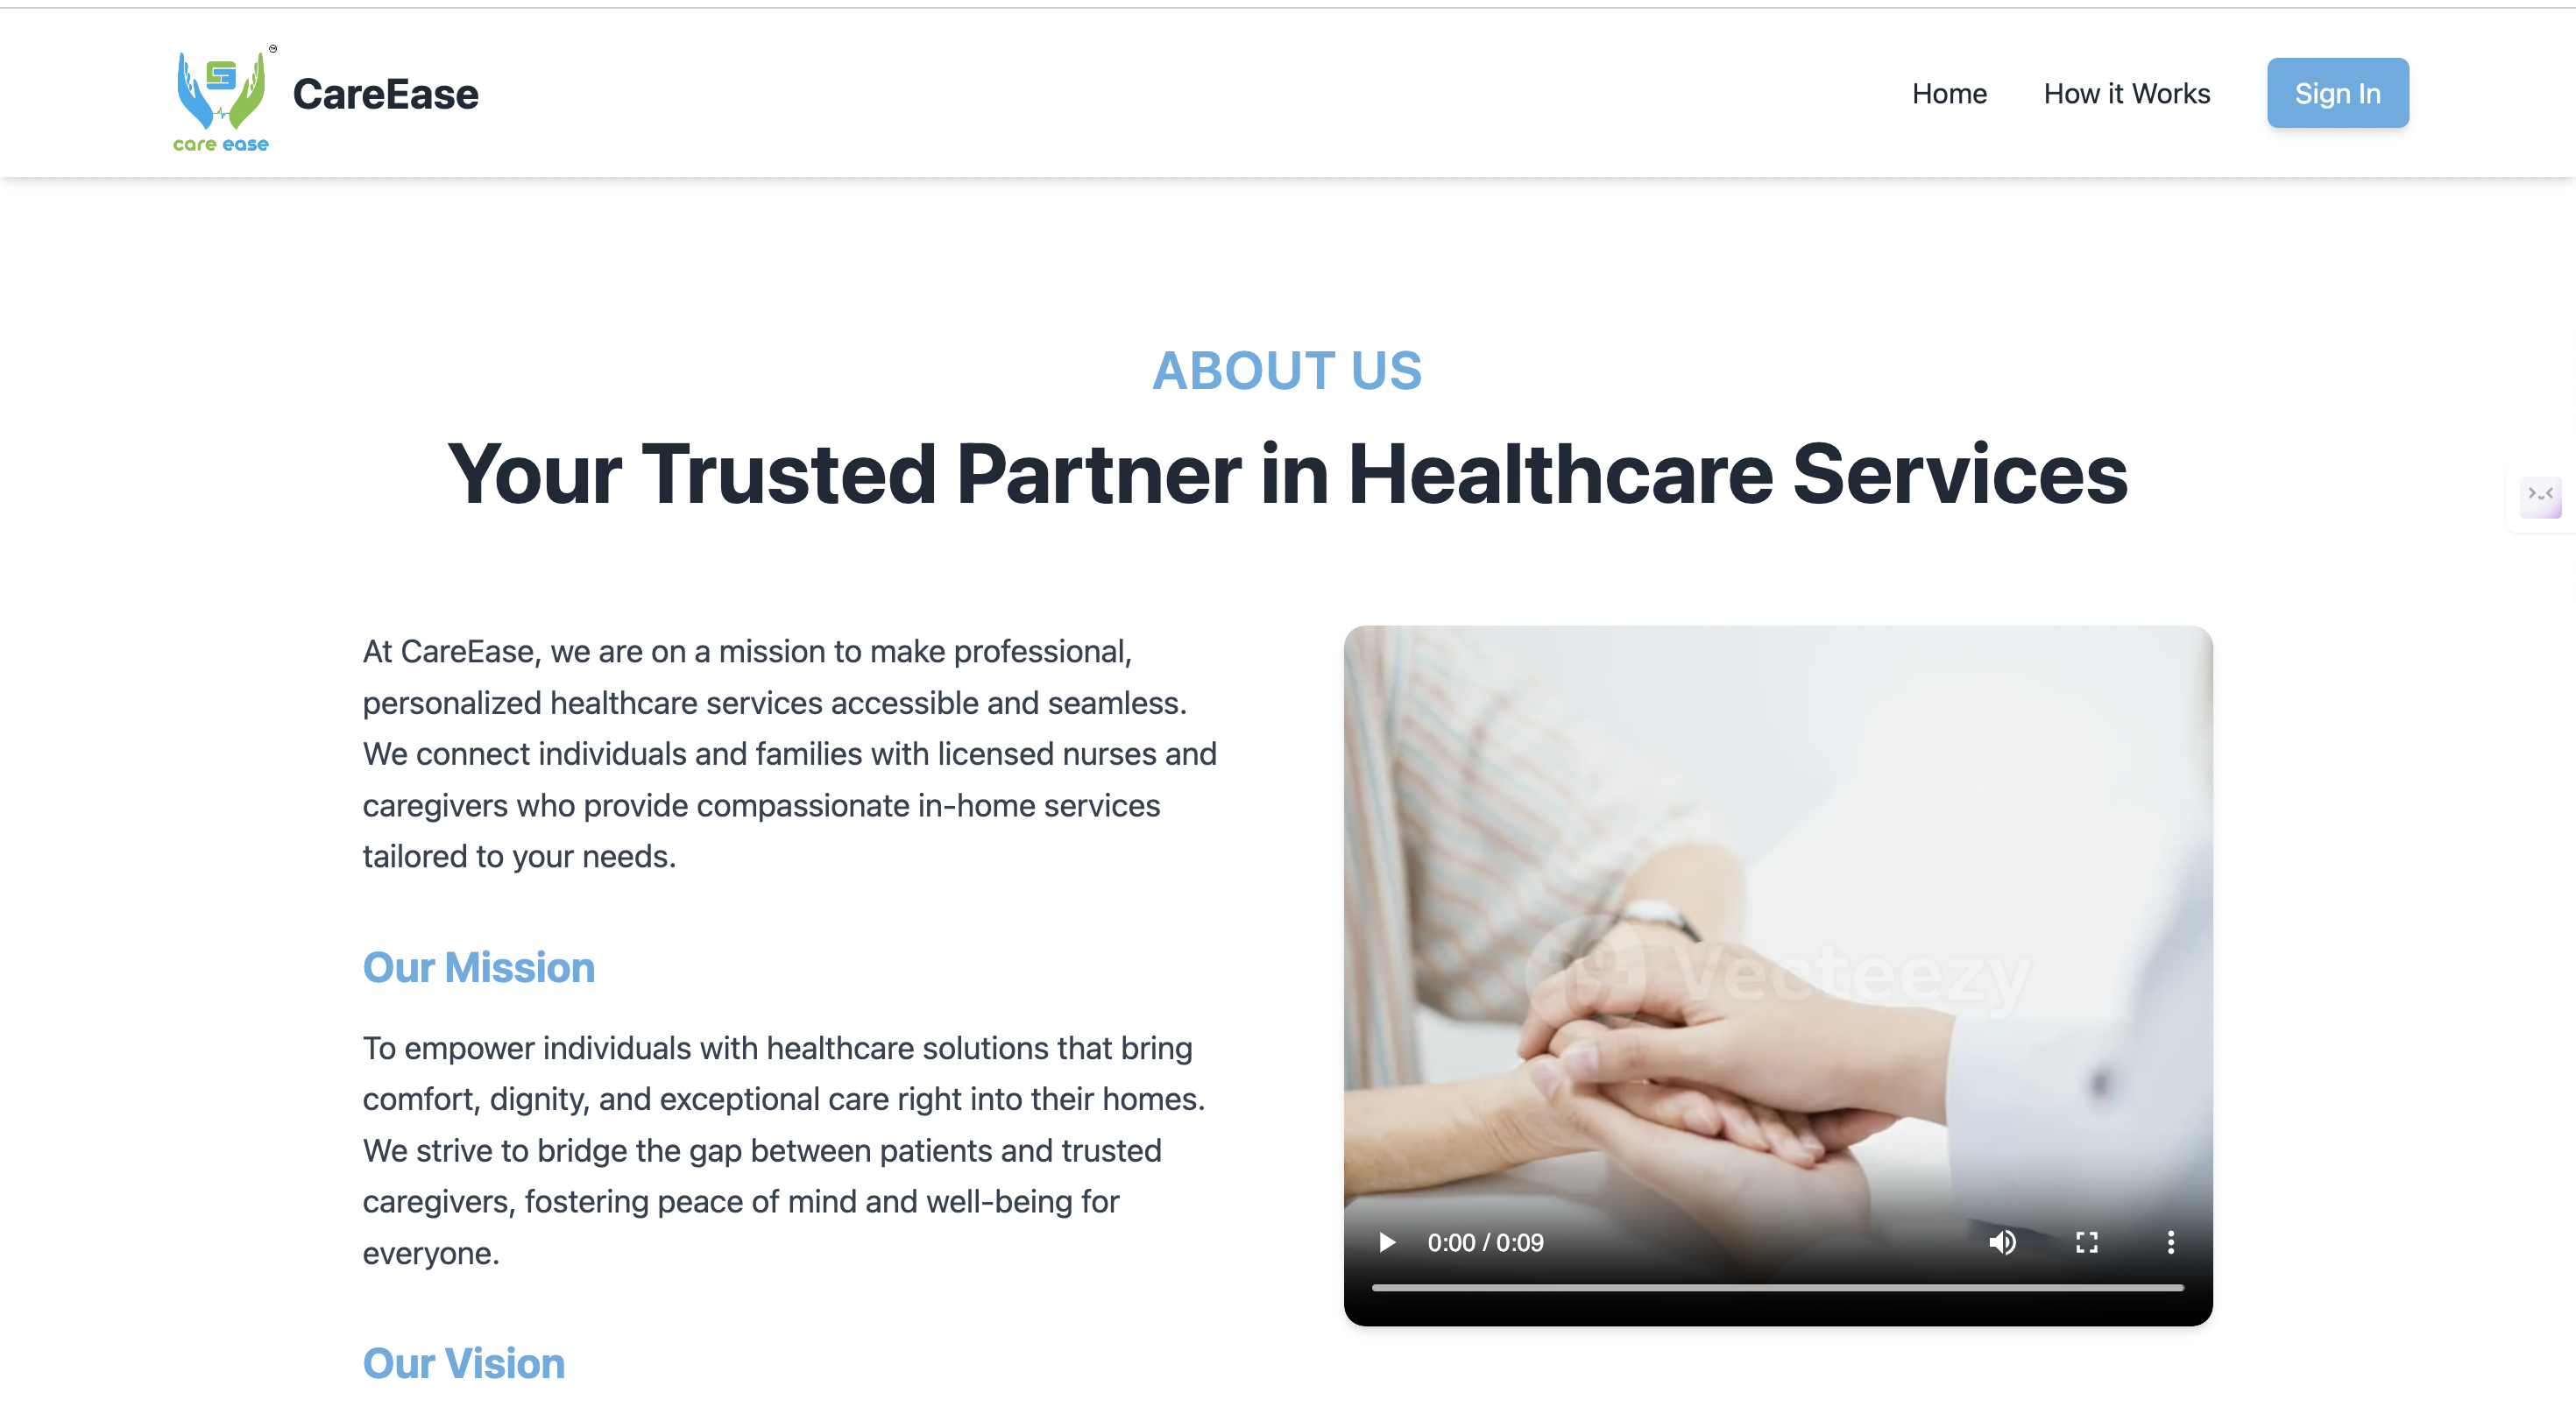 care ease
CareEase
Home
How it Works
Sign In
ABOUT US
Your Trusted Partner in Healthcare Services
At CareEase, we are on a mission to make professional,
personalized healthcare services accessible and seamless.
We connect individuals and families with licensed nurses and
caregivers who provide compassionate in-home services
tailored to your needs.
Our Mission
To empower individuals with healthcare solutions that bring
comfort, dignity, and exceptional care right into their homes.
We strive to bridge the gap between patients and trusted
caregivers, fostering peace of mind and well-being for
everyone.
Our Vision
Vecteezy
0:00 / 0:09